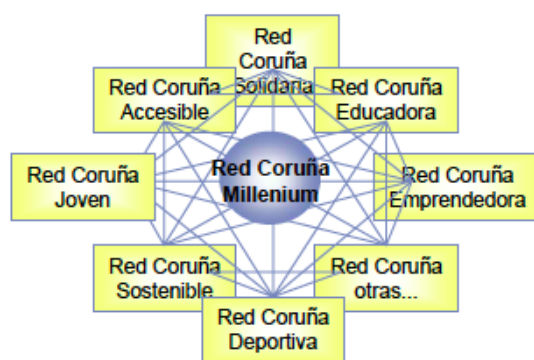 Red
Coruña
Solidaria
Red Coruña
Accesible
Red Coruña
Educadora
Red Coruña
Joven
Red Coruña
Millenium
Red Coruña
Emprendedora
Red Coruña
Sostenible
Red Coruña
otras...
Red Coruña
Deportiva